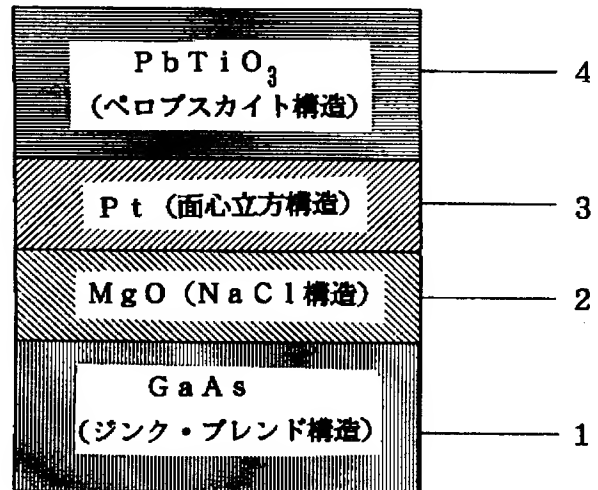 PbTiO3
(ペロブスカイト構造)
4
Pt (面心立方構造)
3
MgO (NaCl構造)
2
GaAs
(ジンク・ブレンド構造)
1